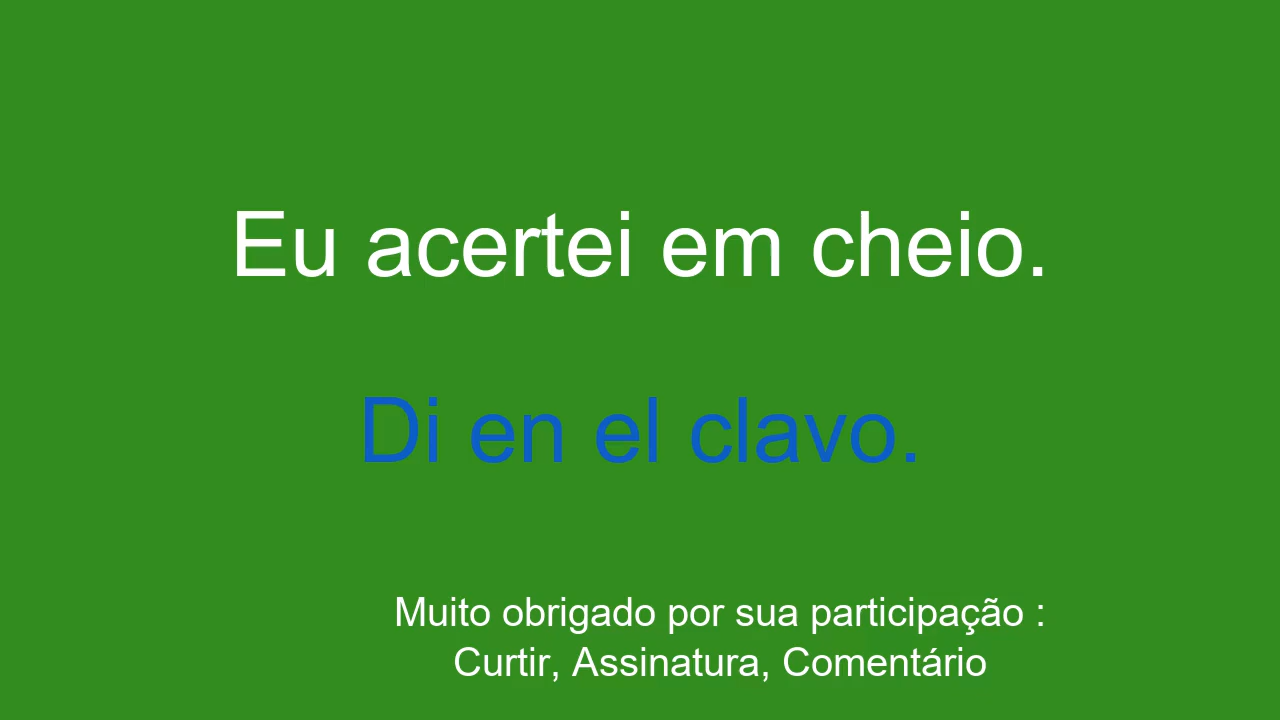 Eu acertei em cheio.
Di en el clavo.
Muito obrigado por sua participação :
Curtir, Assinatura, Comentário